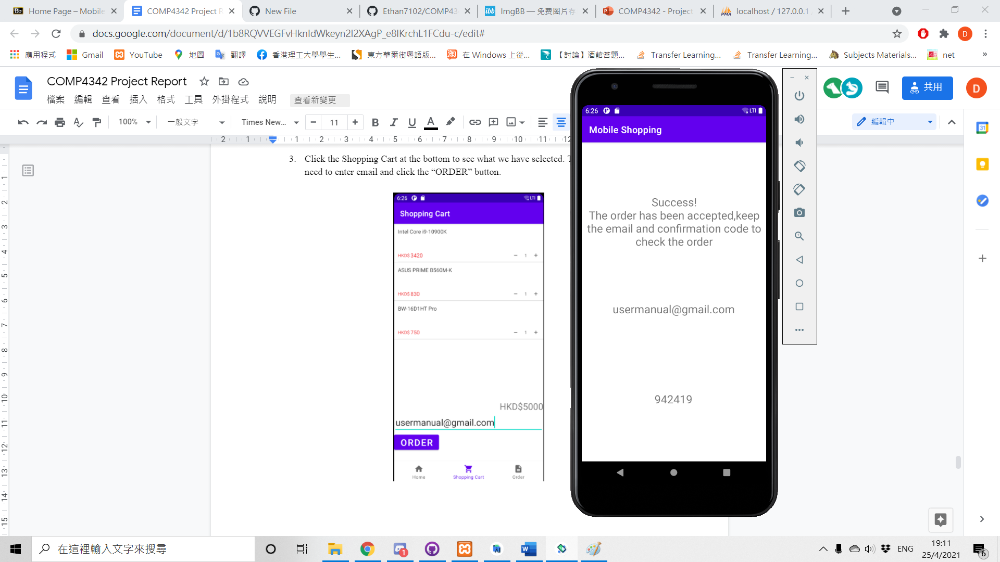 Home Page – Mobile
COMP4342 Project R
New File
Ethan7102/COMP43
ImgBB — 免费图片存
COMP4342 - Project
localhost / 127.0.0.1
docs.google.com/document/d/1b8RQVVEGFvHknIdWkeyn2I2XAgP_e8IKrchL1FCdu-c/edit#
應用程式
Gmail
YouTube
地圖
翻譯
香港理工大學學生...
東方華爾街粵語版...
在 Windows 上從...
【討論】酒館答題...
Transfer Learning...
Transfer Learning...
Subjects Materials...
net
COMP4342 Project Report
檔案 編輯 查看 插入 格式 工具 外掛程式 說明
查看新變更
共用
D
100%
一般文字
Times New...
11
編輯中
3. Click the Shopping Cart at the bottom to see what we have selected.
need to enter email and click the “ORDER” button.
6:26
LTI
Shopping Cart
Intel Core i9-10900K
HKD$ 3420
− 1 +
ASUS PRIME B560M-K
HKD$ 830
− 1 +
BW-16D1HT Pro
HKD$ 750
− 1 +
HKD$5000
usermanual@gmail.com
ORDER
Home
Shopping Cart
Order
6:26
LTI
Mobile Shopping
Success!
The order has been accepted,keep
the email and confirmation code to
check the order
usermanual@gmail.com
942419
在這裡輸入文字來搜尋
ENG
19:11
25/4/2021
6